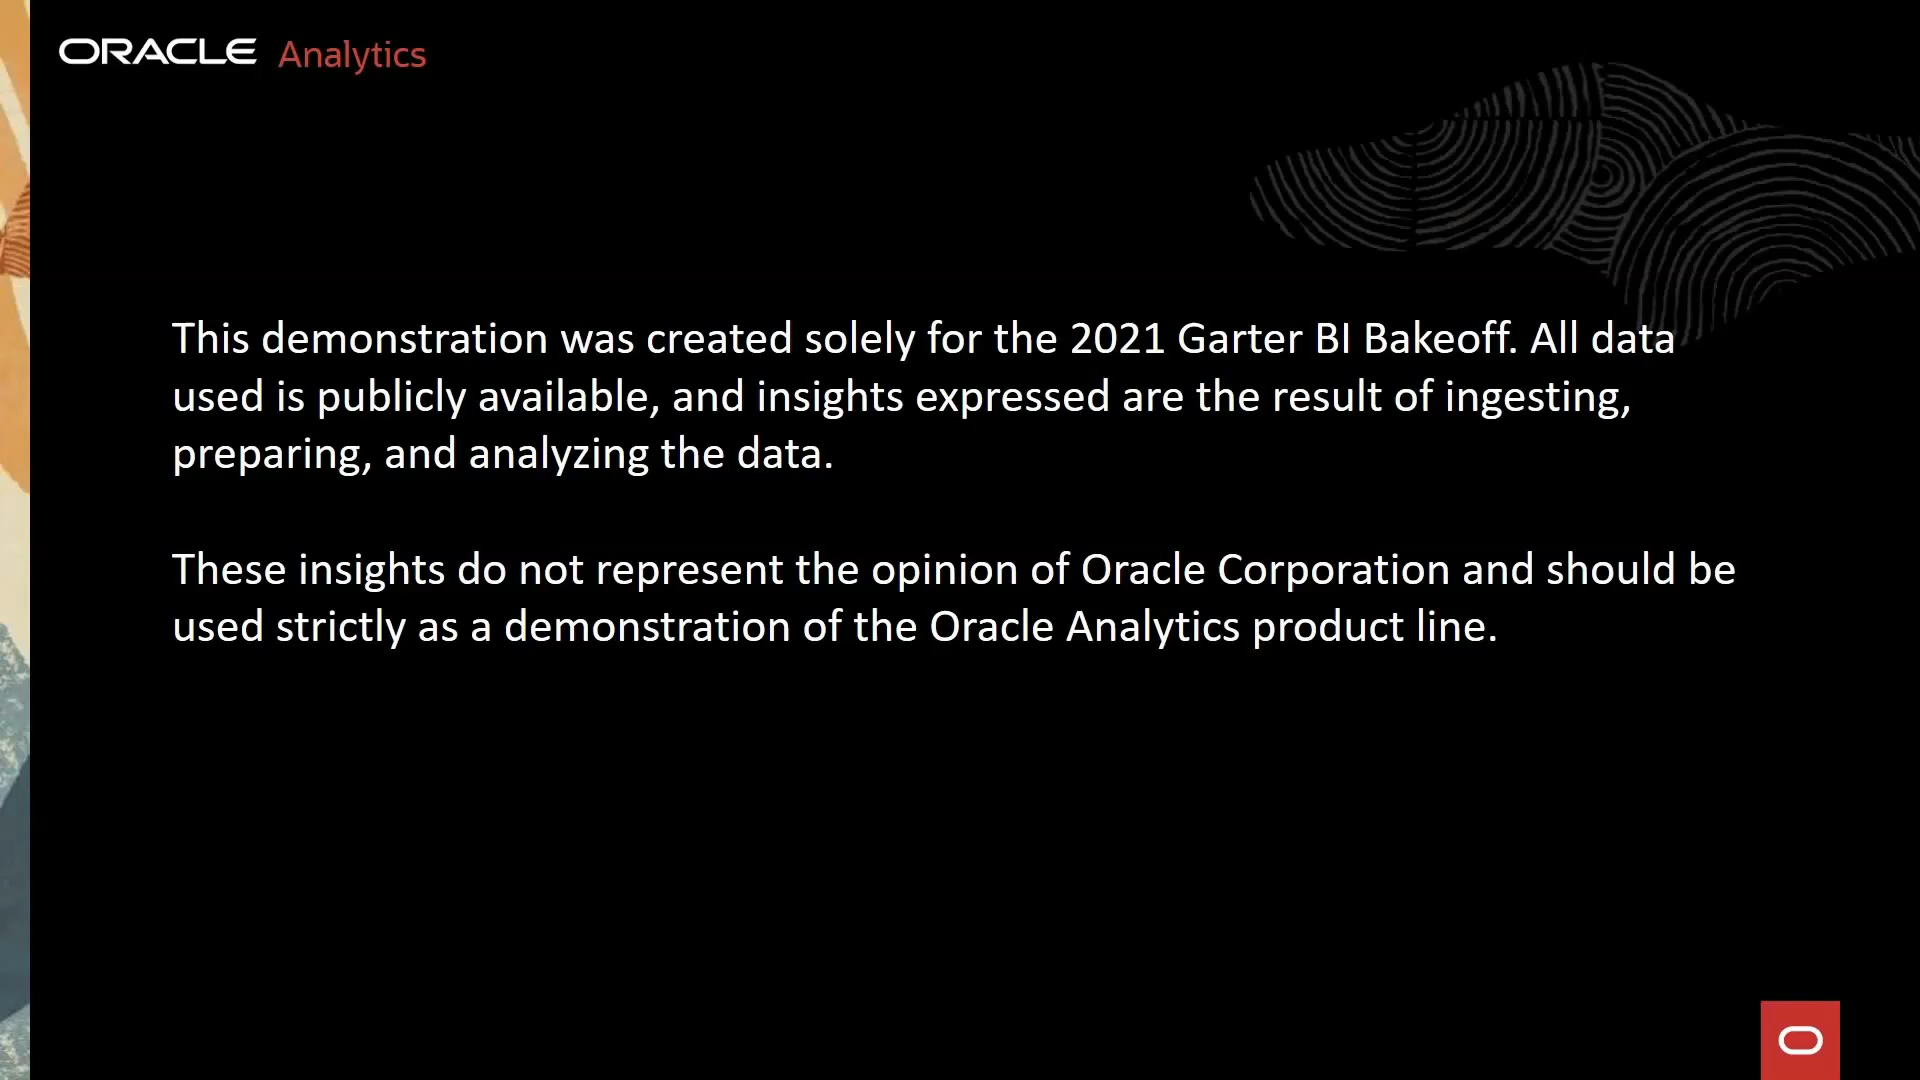 ORACLE Analytics
This demonstration was created solely for the 2021 Garter BI Bakeoff. All data
used is publicly available, and insights expressed are the result of ingesting,
preparing, and analyzing the data.
These insights do not represent the opinion of Oracle Corporation and should be
used strictly as a demonstration of the Oracle Analytics product line.